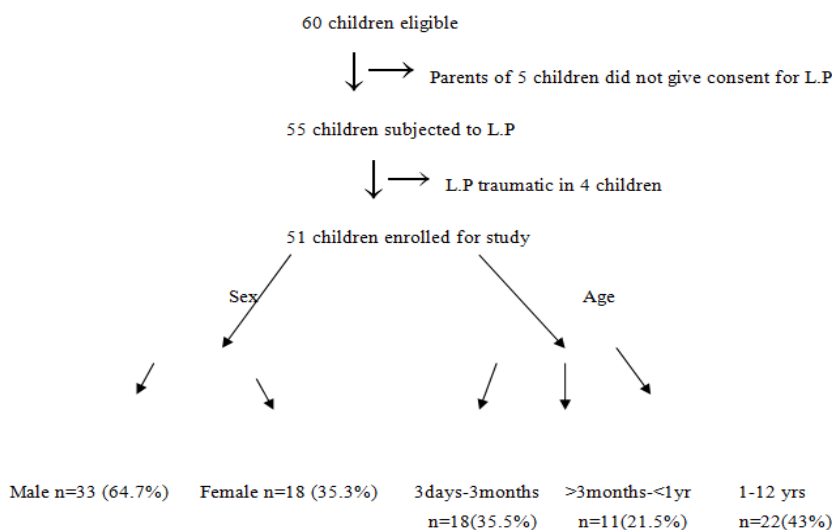 60 children eligible
Parents of 5 children did not give consent for L.P
55 children subjected to L.P
L.P traumatic in 4 children
51 children enrolled for study
Sex
Age
Male n=33 (64.7%)
Female n=18 (35.3%)
3days-3months
n=18(35.5%)
>3months-<1yr
n=11(21.5%)
1-12 yrs
n=22(43%)